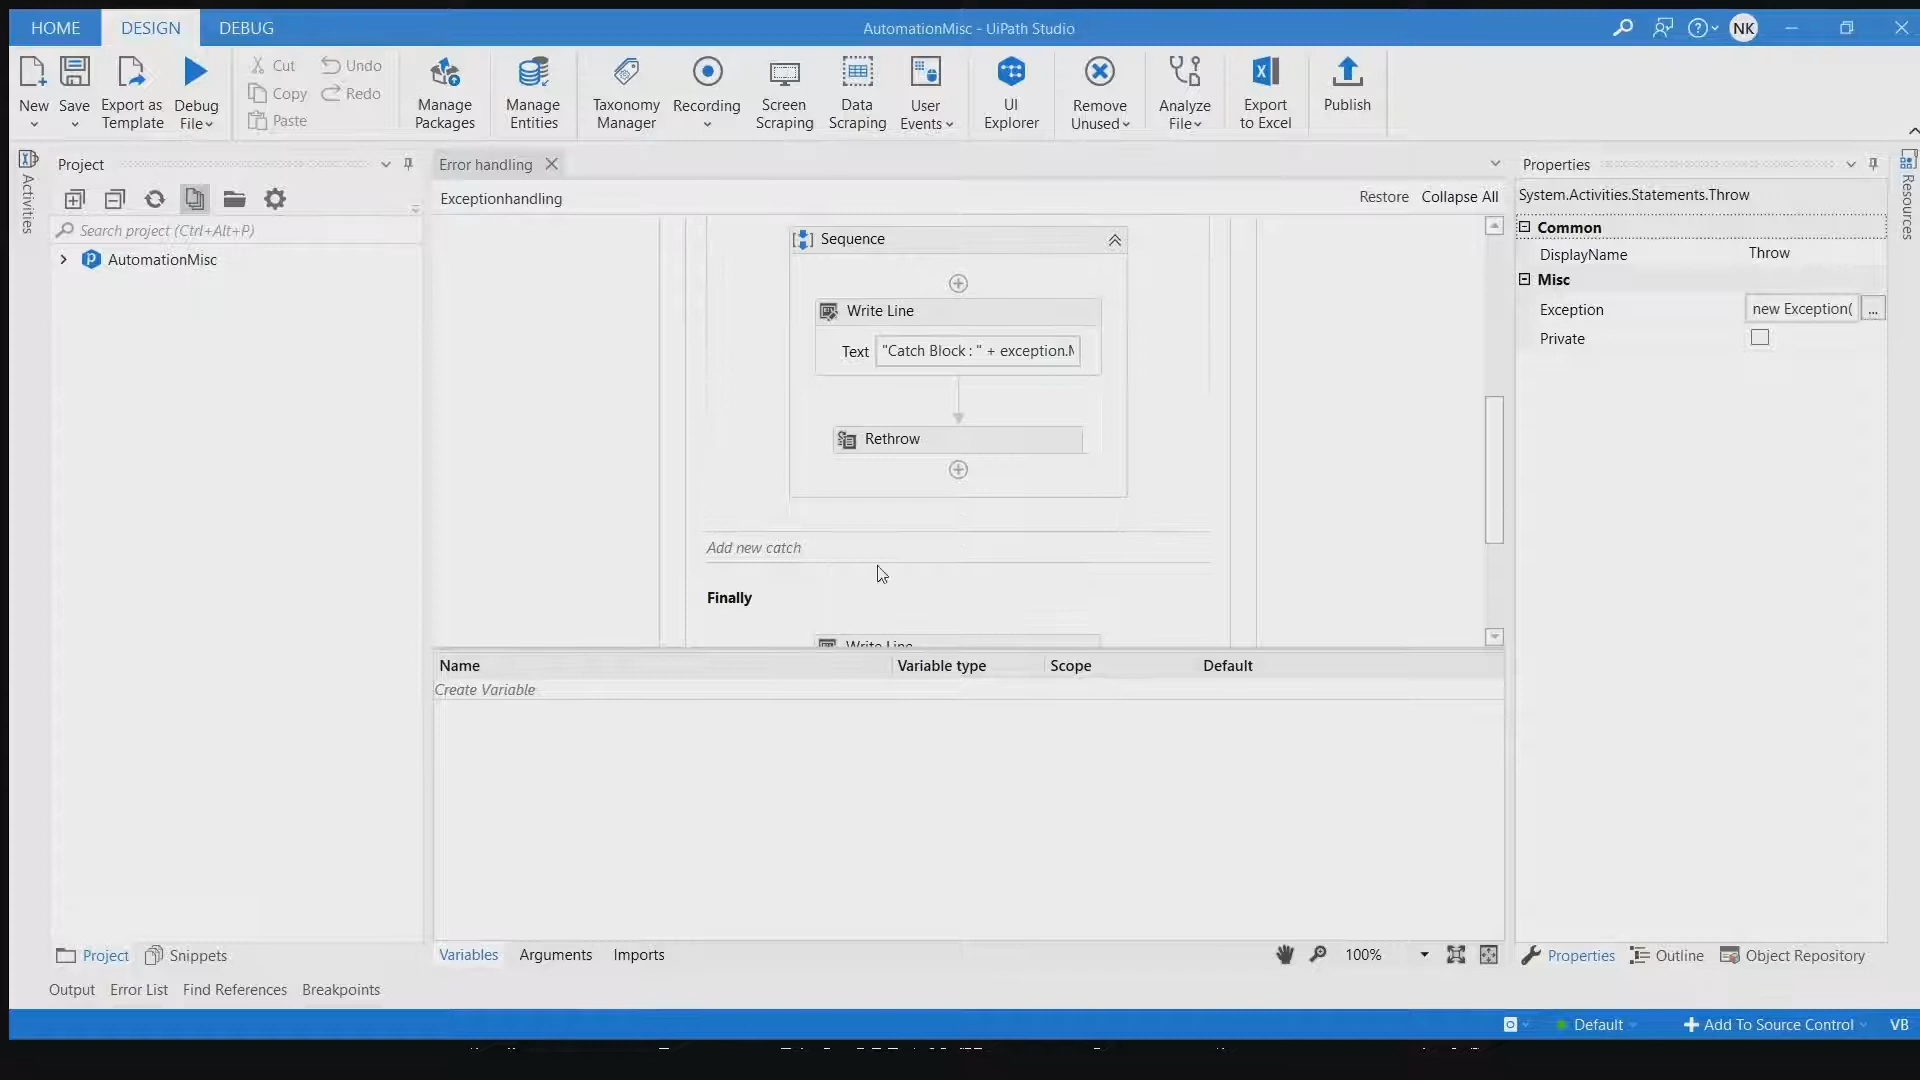 HOME
DESIGN
DEBUG
AutomationMisc - UiPath Studio
NK
New
Save
Export as
Template
Debug
File
Cut
Copy
Paste
Undo
Redo
Manage
Packages
Manage
Entities
Taxonomy
Manager
Recording
Screen
Scraping
Data
Scraping
User
Events
UI
Explorer
Remove
Unused
Analyze
File
Export
to Excel
Publish
Activities
Project
Search project (Ctrl+Alt+P)
AutomationMisc
Error handling
Exceptionhandling
Restore
Collapse All
Sequence
Write Line
Text
"Catch Block : " + exception.M
Rethrow
Add new catch
Finally
Write Line
Name
Variable type
Scope
Default
Create Variable
Variables
Arguments
Imports
100%
Properties
System.Activities.Statements.Throw
Common
DisplayName
Throw
Misc
Exception
new Exception(
...
Private
Resources
Project
Snippets
Properties
Outline
Object Repository
Output
Error List
Find References
Breakpoints
Default
Add To Source Control
VB